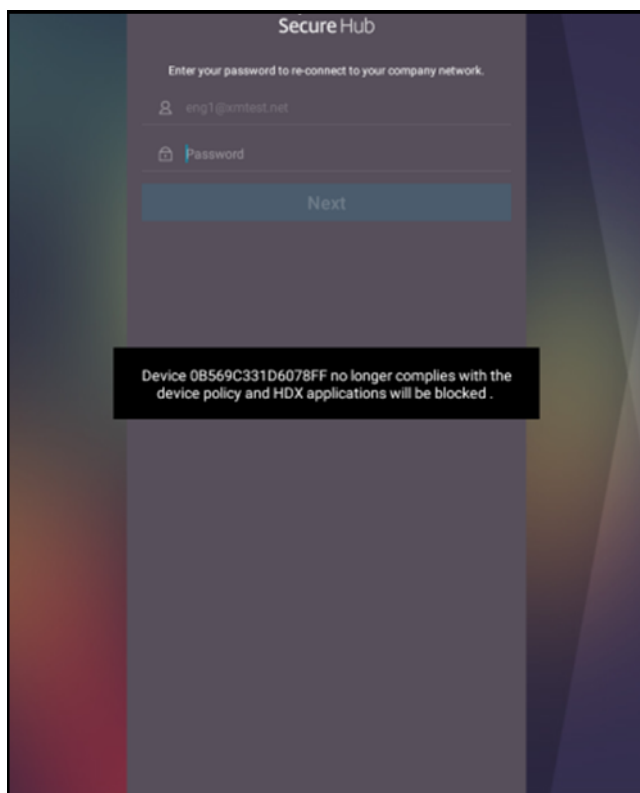 Secure Hub
Enter your password to re-connect to your company network.
eng1@xmtest.net
Password
Next
Device 0B569C331D6078FF no longer complies with the
device policy and HDX applications will be blocked .